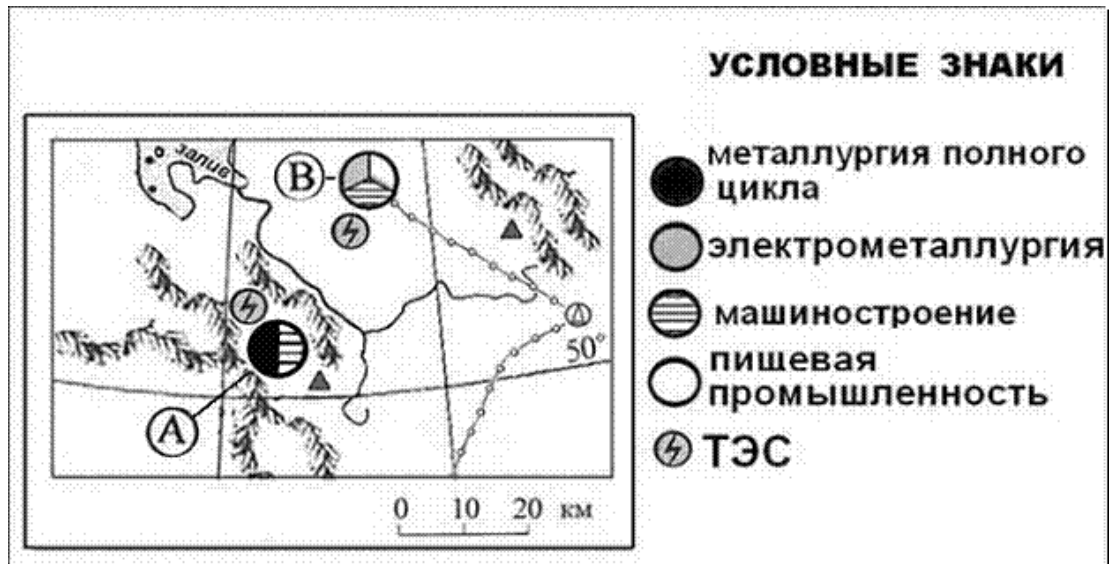 УСЛОВНЫЕ ЗНАКИ
металлургия полного
цикла
электрометаллургия
машиностроение
пищевая
промышленность
ТЭС
залив
В
А
50°
0 10 20 км